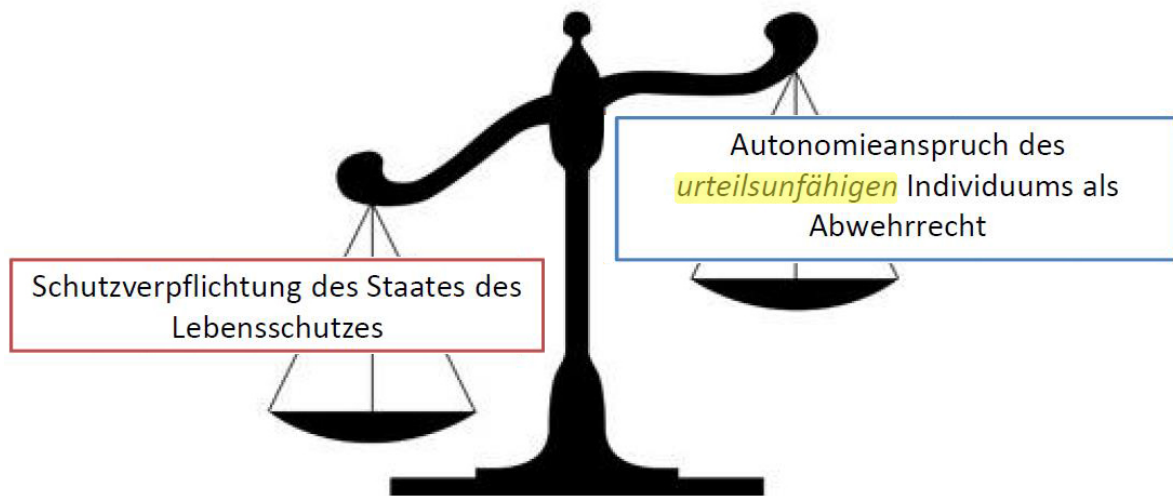 Autonomieanspruch des
urteilsunfähigen Individuums als
Abwehrrecht
Schutzverpflichtung des Staates des
Lebensschutzes